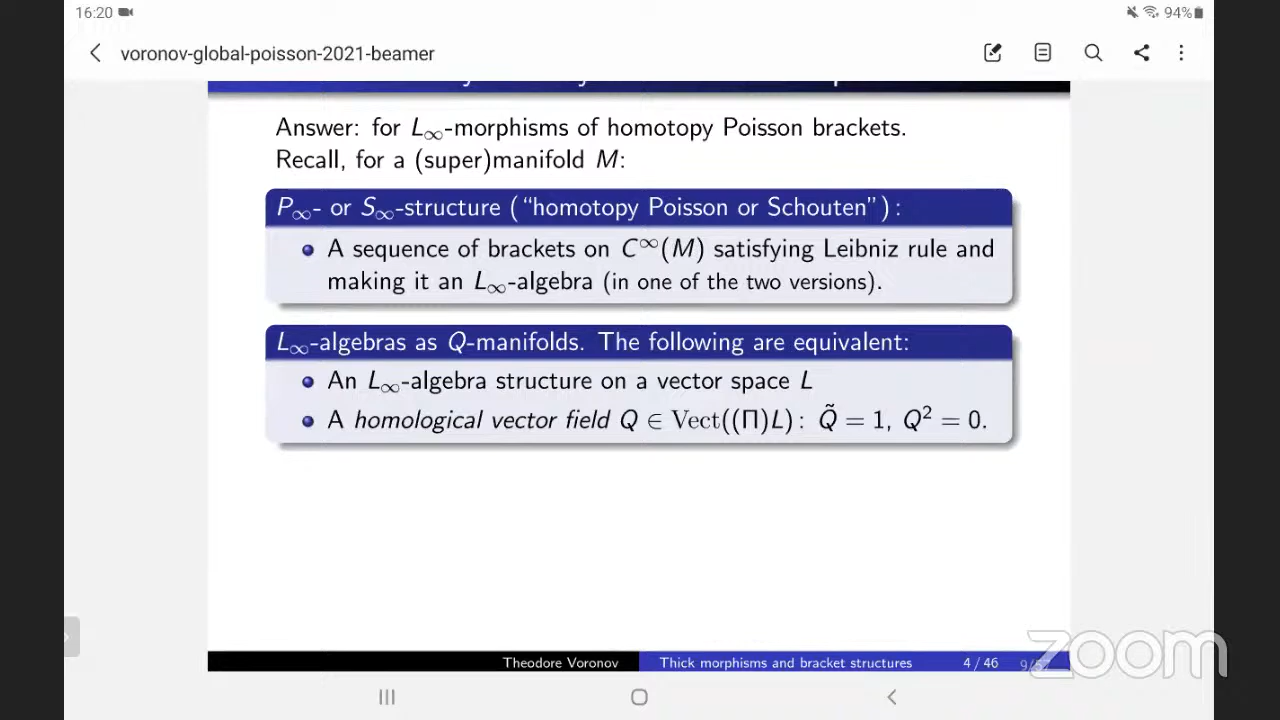 16:20
94%
voronov-global-poisson-2021-beamer
Answer: for L∞-morphisms of homotopy Poisson brackets.
Recall, for a (super)manifold M:
P∞- or S∞-structure (“homotopy Poisson or Schouten”):
A sequence of brackets on C^∞(M) satisfying Leibniz rule and
making it an L∞-algebra (in one of the two versions).
L∞-algebras as Q-manifolds. The following are equivalent:
An L∞-algebra structure on a vector space L
A homological vector field Q ∈ Vect((Π)L): Q̃ = 1, Q² = 0.
Theodore Voronov
Thick morphisms and bracket structures
4 / 46
zoom